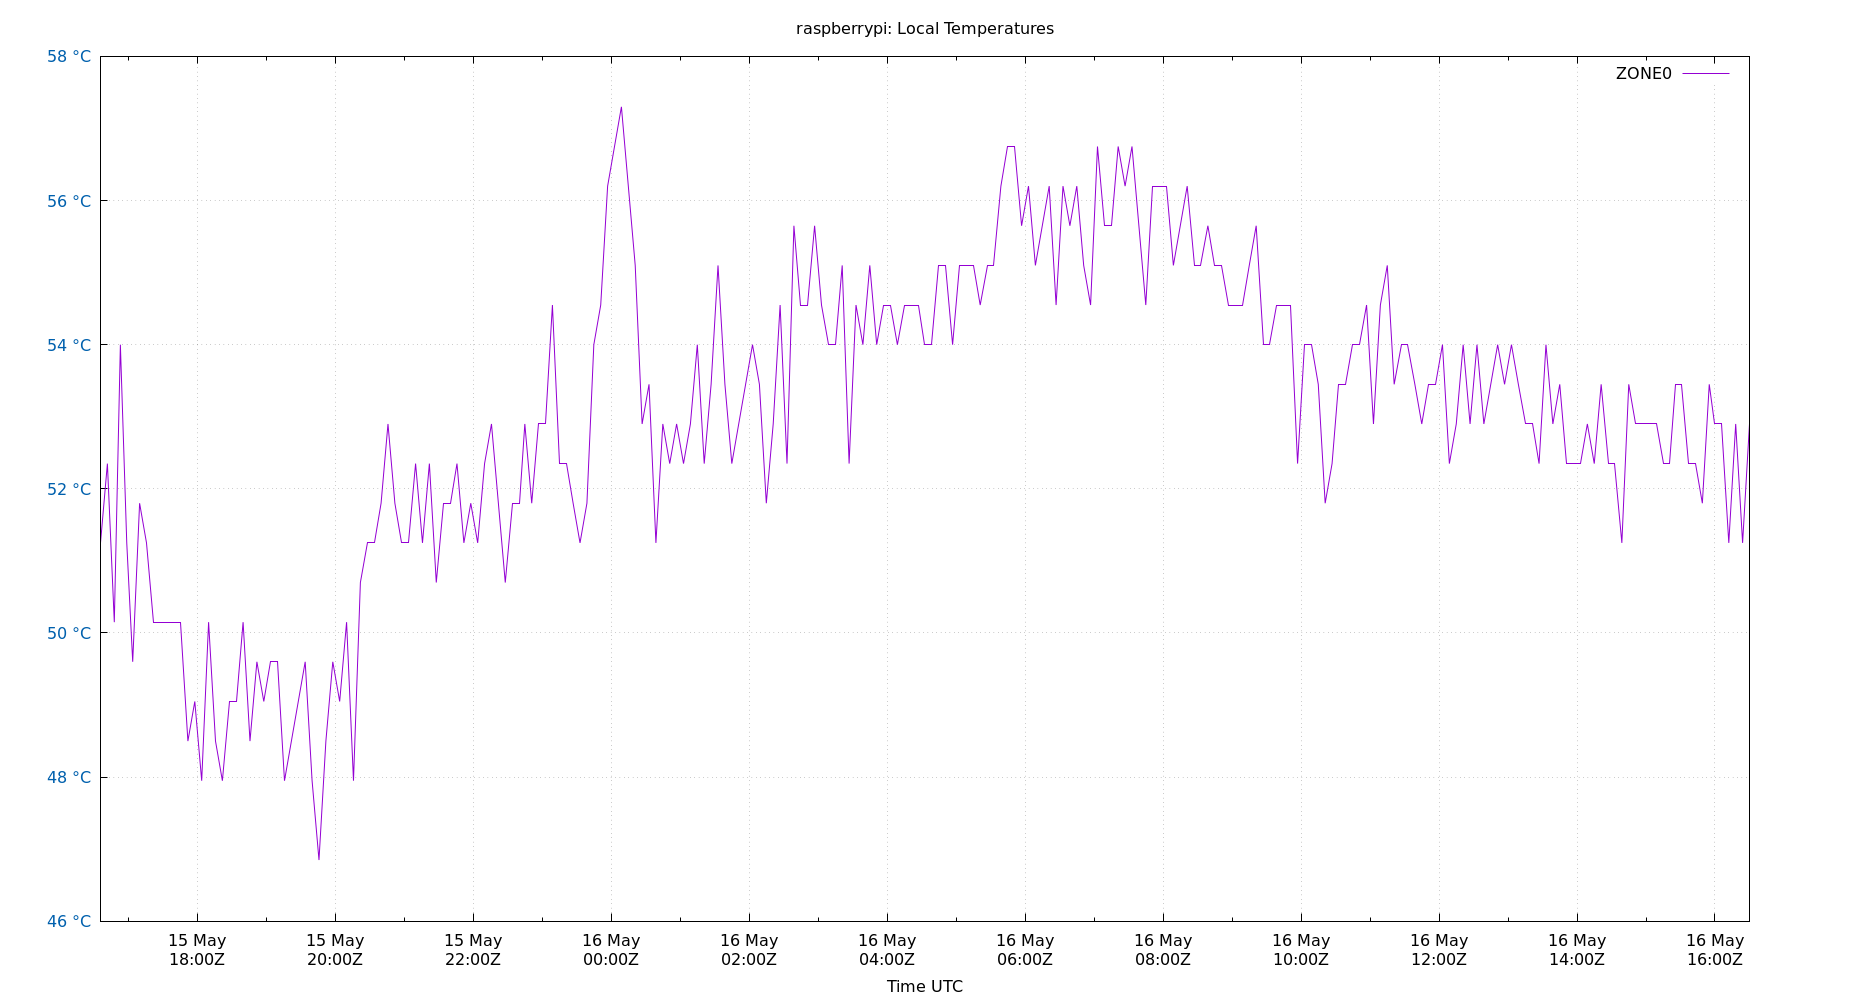 raspberrypi: Local Temperatures
58 °C
ZONE0
56 °C
54 °C
52 °C
50 °C
48 °C
46 °C
15 May 15 May 15 May 16 May 16 May 16 May 16 May 16 May 16 May 16 May 16 May 16 May
18:00Z 20:00Z 22:00Z 00:00Z 02:00Z 04:00Z 06:00Z 08:00Z 10:00Z 12:00Z 14:00Z 16:00Z
Time UTC